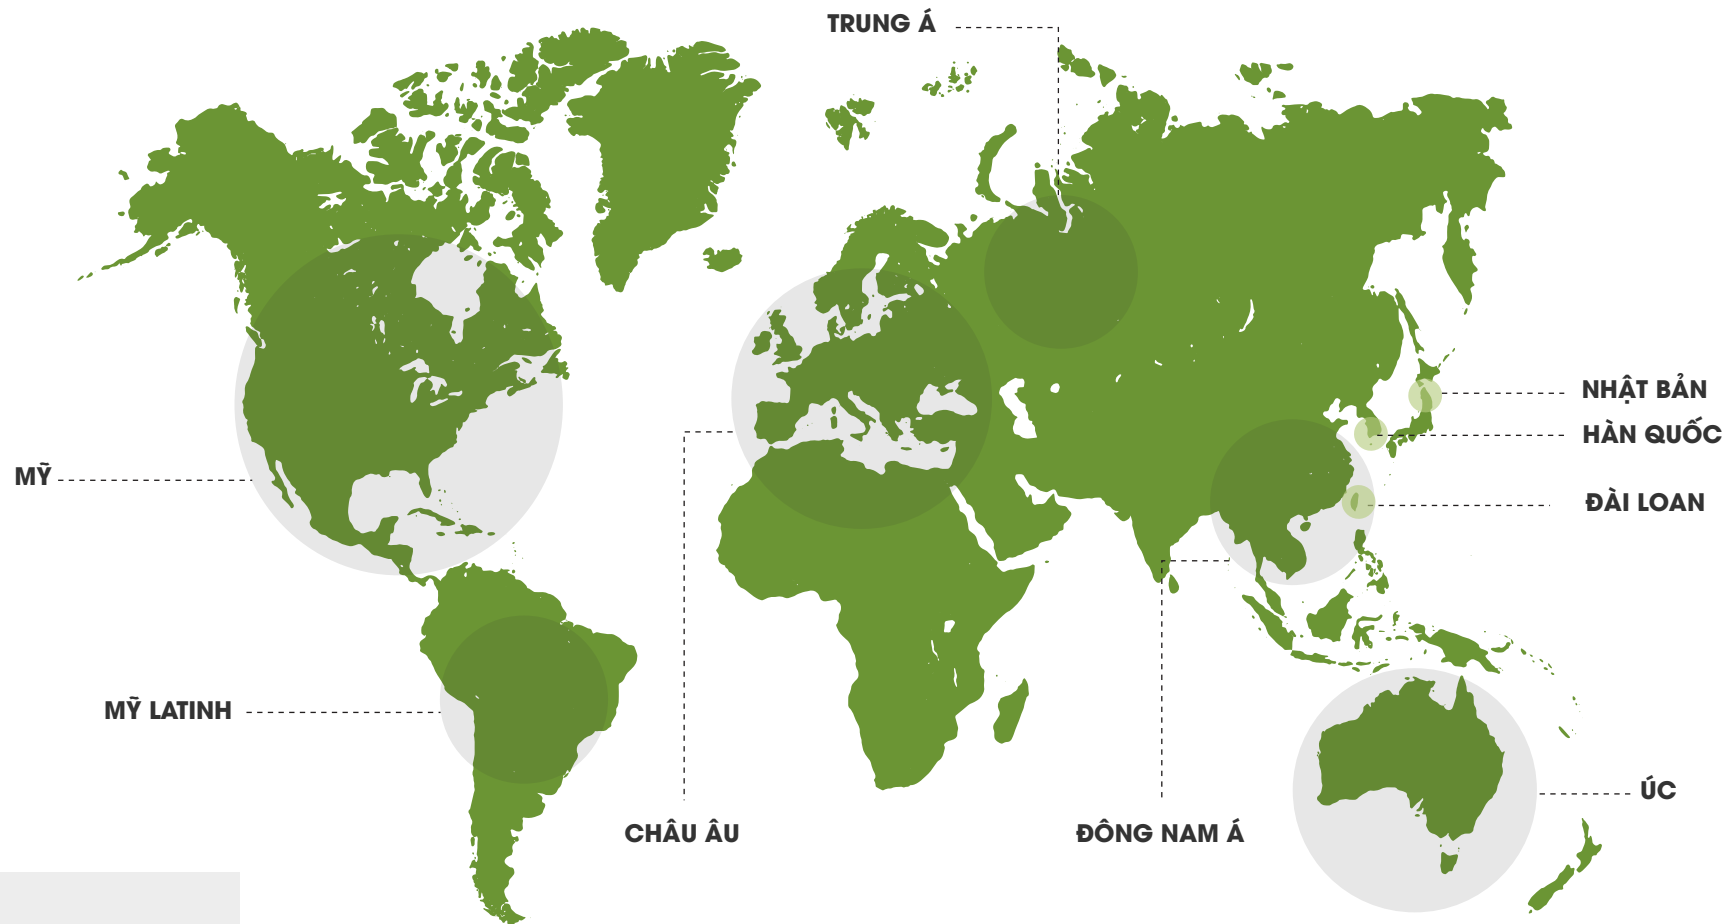 TRUNG Á
NHẬT BẢN
HÀN QUỐC
MỸ
ĐÀI LOAN
MỸ LATINH
ÚC
CHÂU ÂU
ĐÔNG NAM Á